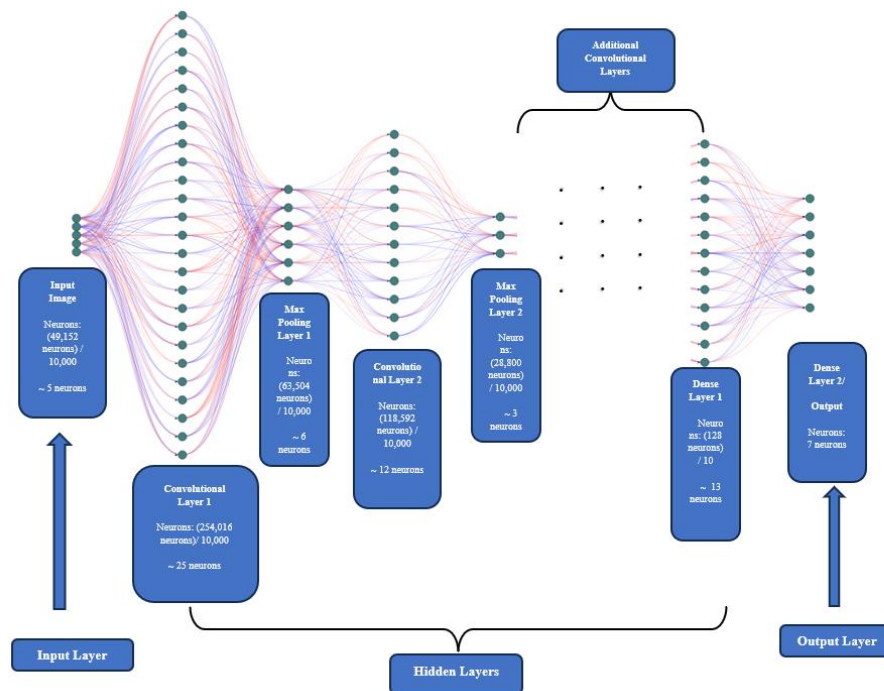 Additional
Convolutional
Layers
Input
Image
Neurons:
(49,152
neurons) /
10,000
~ 5 neurons
Convolutional
Layer 1
Neurons: (254,016
neurons)/ 10,000
~ 25 neurons
Max
Pooling
Layer 1
Neuro
ns:
(63,504
neurons)
/ 10,000
~ 6
neurons
Convolutio
nal Layer 2
Neurons:
(118,592
neurons) /
10,000
~ 12 neurons
Max
Pooling
Layer 2
Neuro
ns:
(28,800
neurons)
/ 10,000
~ 3
neurons
Dense
Layer 1
Neuro
ns: (128
neurons)
/ 10
~ 13
neurons
Dense
Layer 2/
Output
Neurons:
7 neurons
Input Layer
Hidden Layers
Output Layer